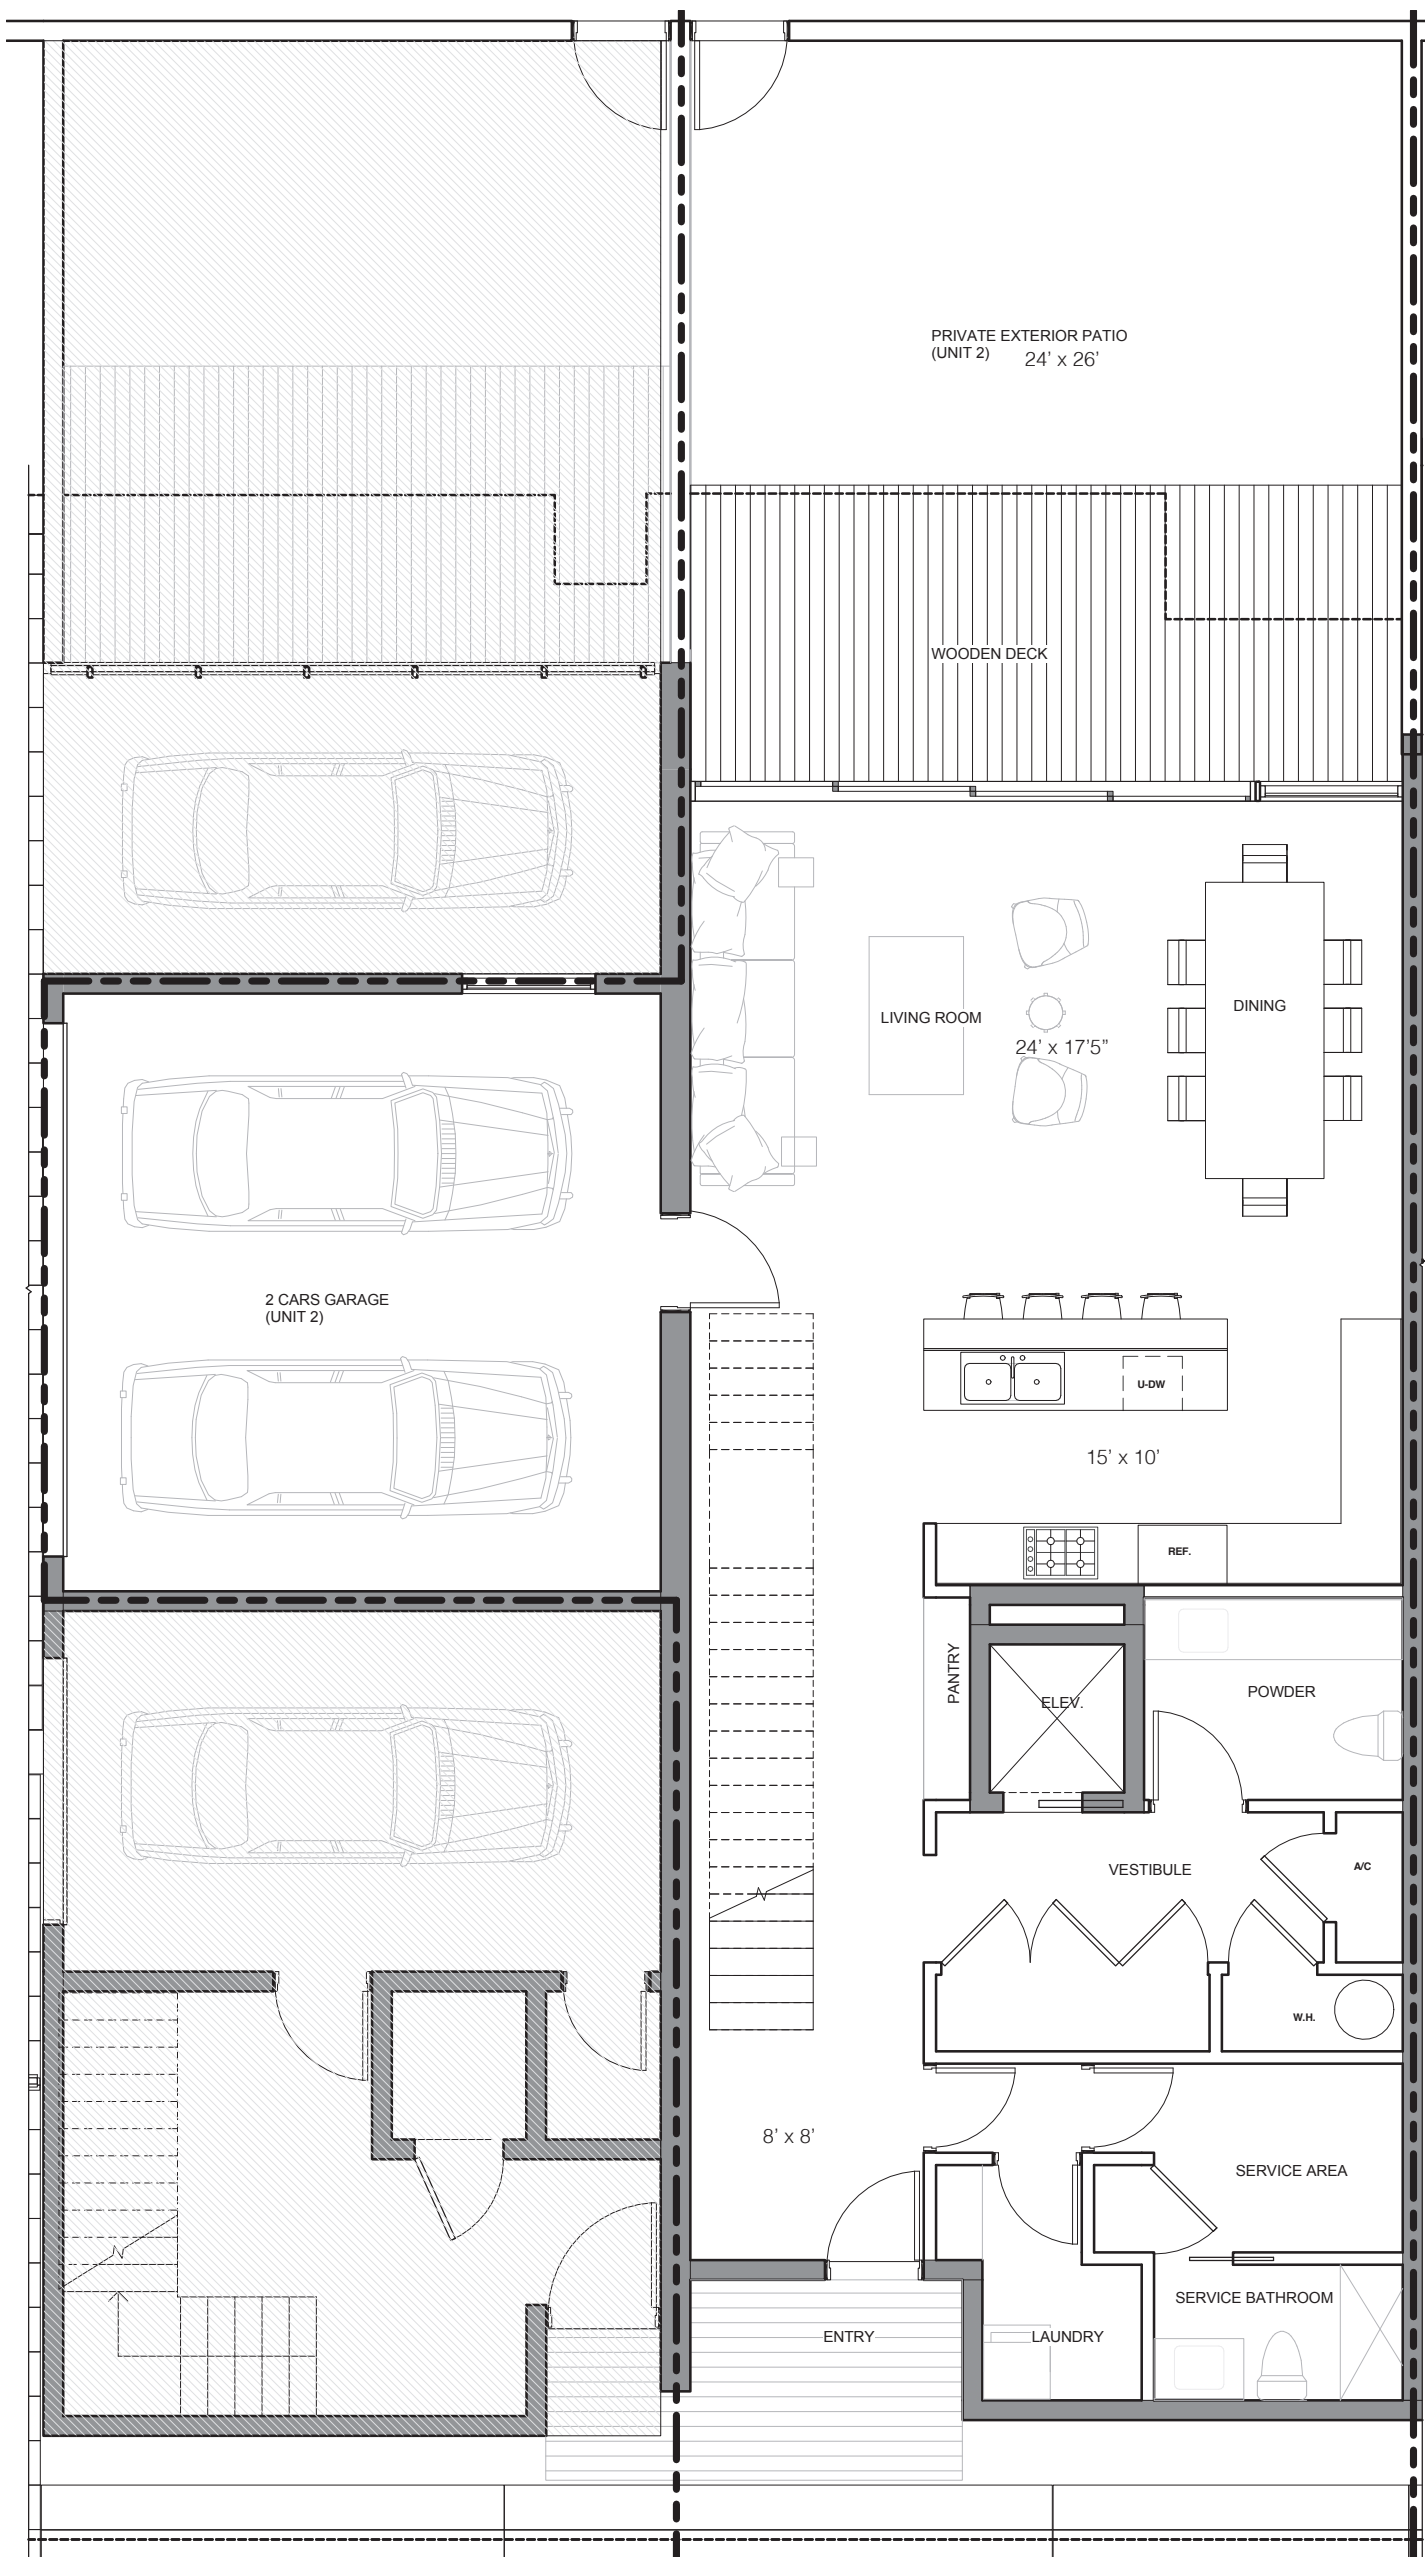 PRIVATE EXTERIOR PATIO
(UNIT 2) 24’ x 26’
WOODEN DECK
DINING
LIVING ROOM
24’ x 17’5”
2 CARS GARAGE
(UNIT 2)
U-DW
15’ x 10’
REF.
PANTRY
ELEV.
POWDER
VESTIBULE
A/C
W.H.
8’ x 8’
SERVICE AREA
SERVICE BATHROOM
ENTRY
LAUNDRY